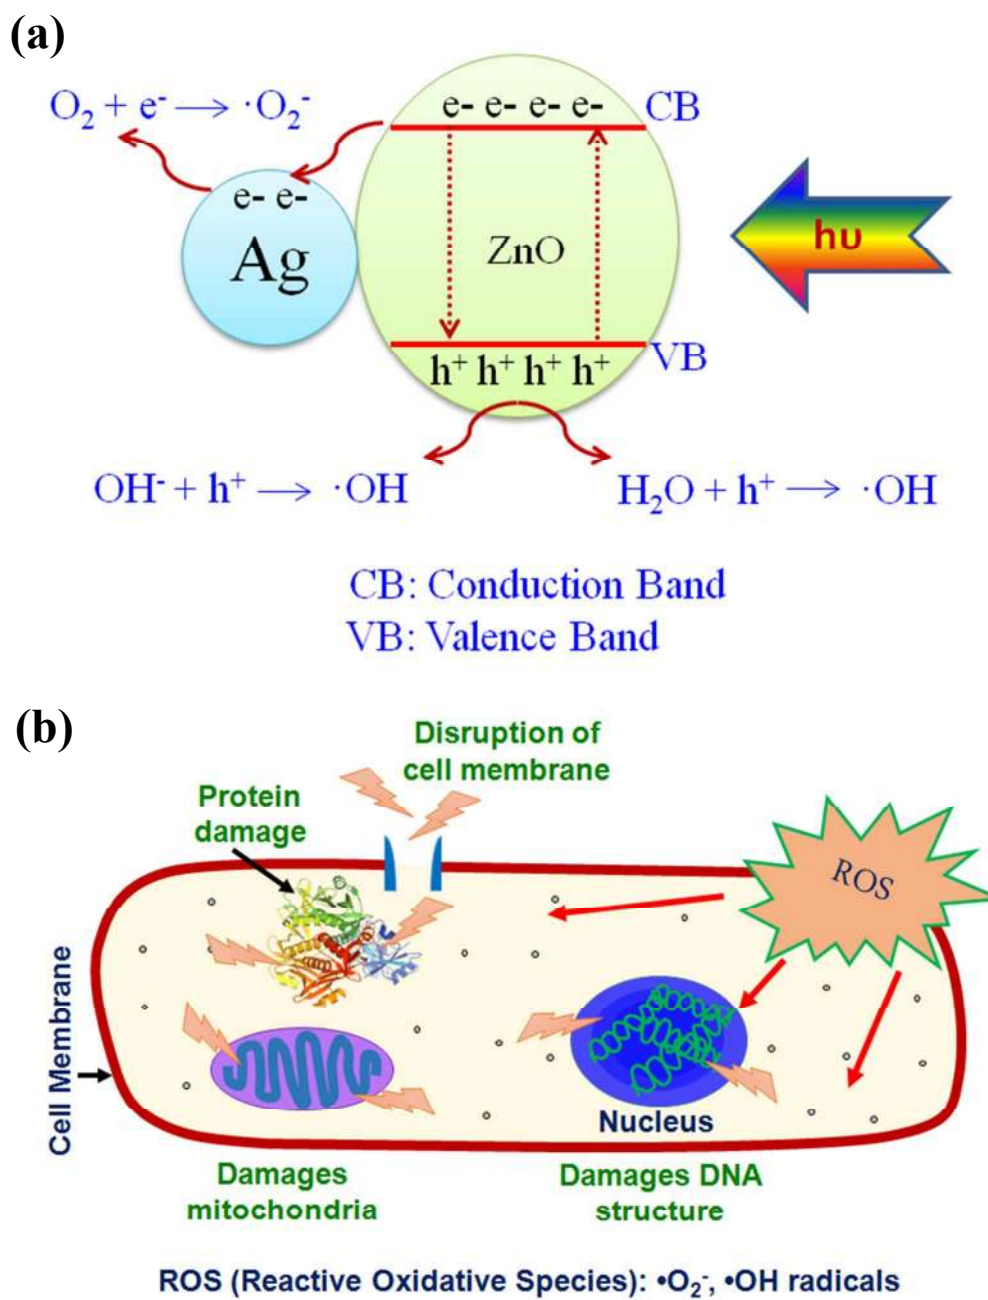 (a)
O₂ + e⁻ → ·O₂⁻
e- e- e- e-
CB
e- e-
Ag
ZnO
hυ
VB
h⁺ h⁺ h⁺ h⁺
OH⁻ + h⁺ → ·OH
H₂O + h⁺ → ·OH
CB: Conduction Band
VB: Valence Band
(b)
Disruption of
cell membrane
Protein
damage
ROS
Cell Membrane
Nucleus
Damages
mitochondria
Damages DNA
structure
ROS (Reactive Oxidative Species): •O₂⁻, •OH radicals